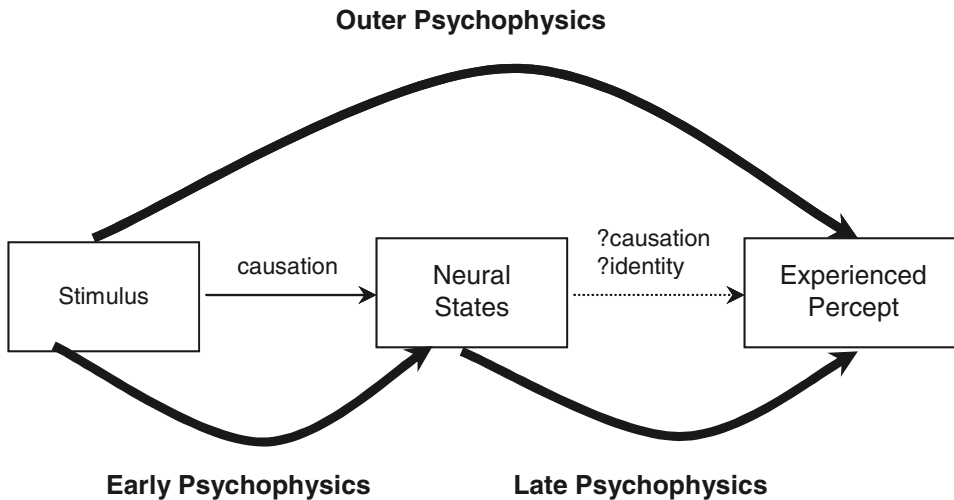 Outer Psychophysics
Stimulus
causation
Neural
States
?causation
?identity
Experienced
Percept
Early Psychophysics
Late Psychophysics